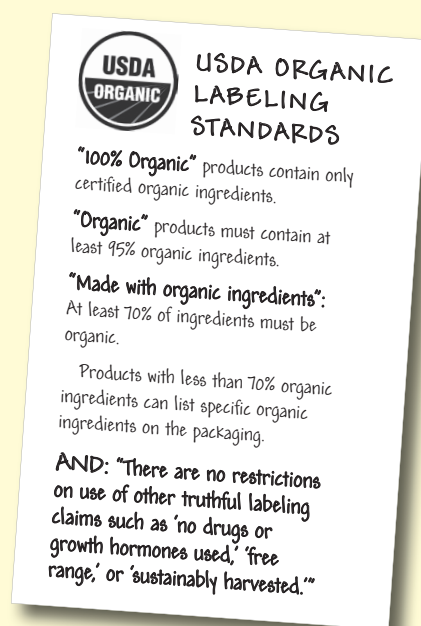 USDA
ORGANIC
USDA ORGANIC
LABELING
STANDARDS
"100% Organic" products contain only
certified organic ingredients.
"Organic" products must contain at
least 95% organic ingredients.
"Made with organic ingredients":
At least 70% of ingredients must be
organic.
Products with less than 70% organic
ingredients can list specific organic
ingredients on the packaging.
AND: "There are no restrictions
on use of other truthful labeling
claims such as 'no drugs or
growth hormones used,' 'free
range,' or 'sustainably harvested.'"